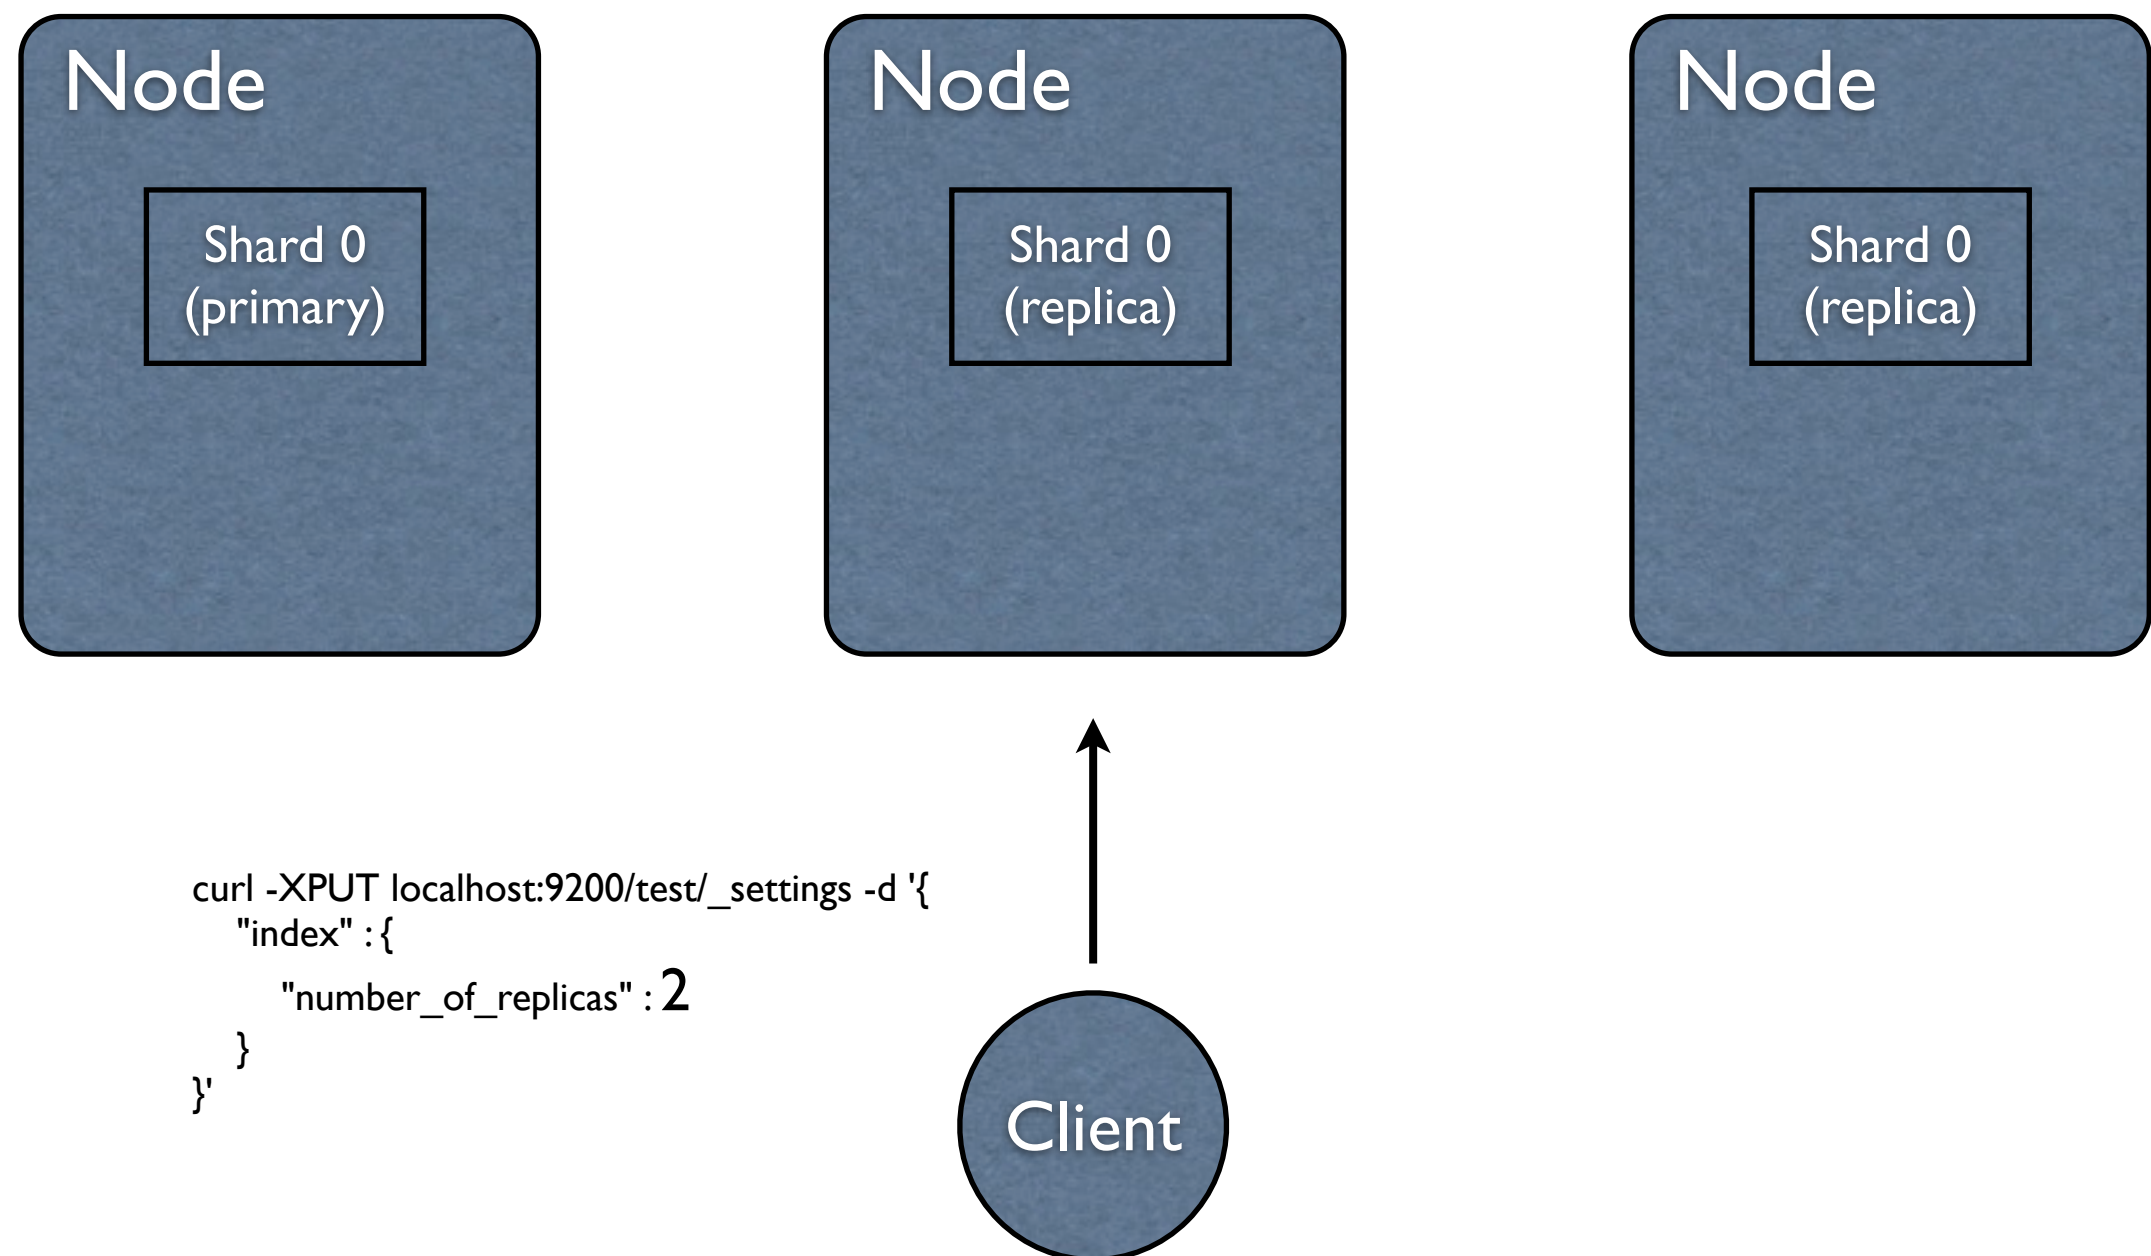 Node
Shard 0
(primary)
Node
Shard 0
(replica)
Node
Shard 0
(replica)
curl -XPUT localhost:9200/test/_settings -d '{
"index" : {
"number_of_replicas" : 2
}
}'
Client